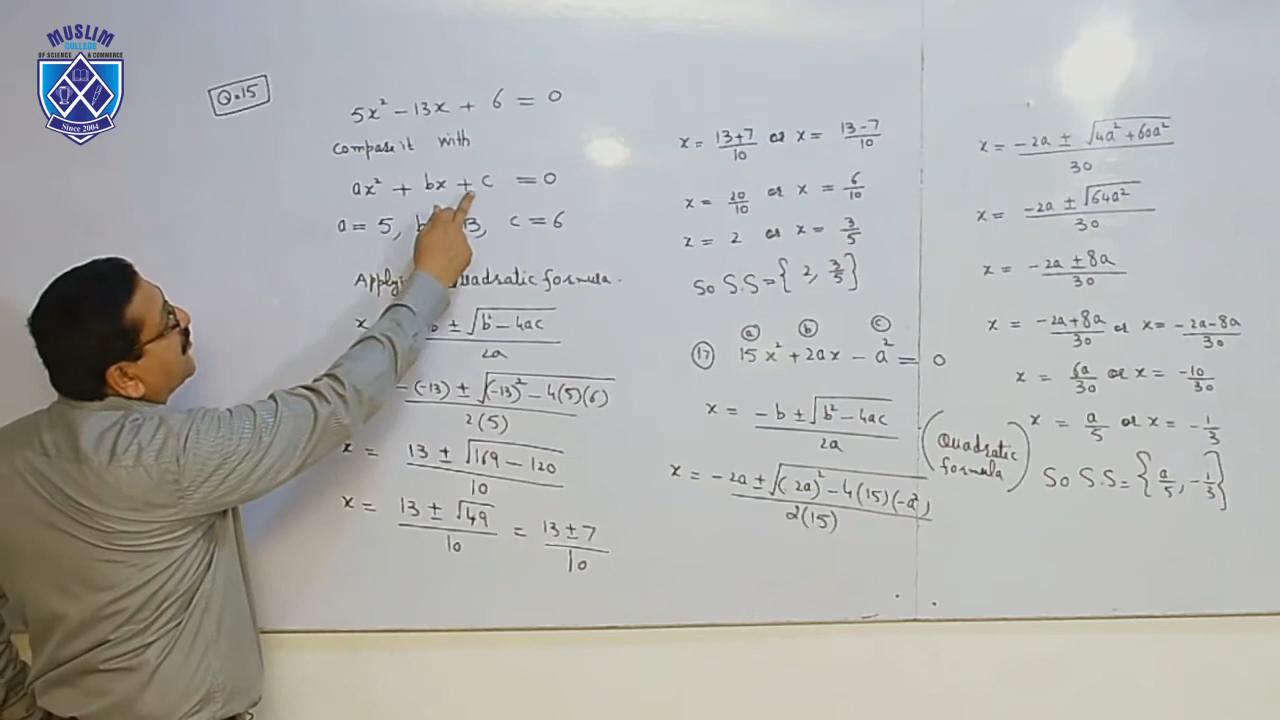 MUSLIM
COLLEGE
OF SCIENCE & COMMERCE
Since 2004
Q.15
5x² - 13x + 6 = 0
Compare it with
ax² + bx + c = 0
a = 5, b 13, c = 6
Applying Quadratic formula.
x b ± √(b² - 4ac) / 2a
-(-13) ± √((-13)² - 4(5)(6)) / 2(5)
x = (13 ± √(169 - 120)) / 10
x = (13 ± √49) / 10 = (13 ± 7) / 10
x = (13+7)/10 or x = (13-7)/10
x = 20/10 or x = 6/10
x = 2 or x = 3/5
So S.S = {2, 3/5}
(a) (b) (c)
(17) 15x² + 2ax - a² = 0
x = (-b ± √(b² - 4ac)) / 2a
(Quadratic formula)
x = (-2a ± √((2a)² - 4(15)(-a²))) / 2(15)
x = (-2a ± √(4a² + 60a²)) / 30
x = (-2a ± √(64a²)) / 30
x = (-2a ± 8a) / 30
x = (-2a+8a)/30 or x = (-2a-8a)/30
x = 6a/30 or x = -10/30
x = a/5 or x = -1/3
So S.S = {a/5, -1/3}